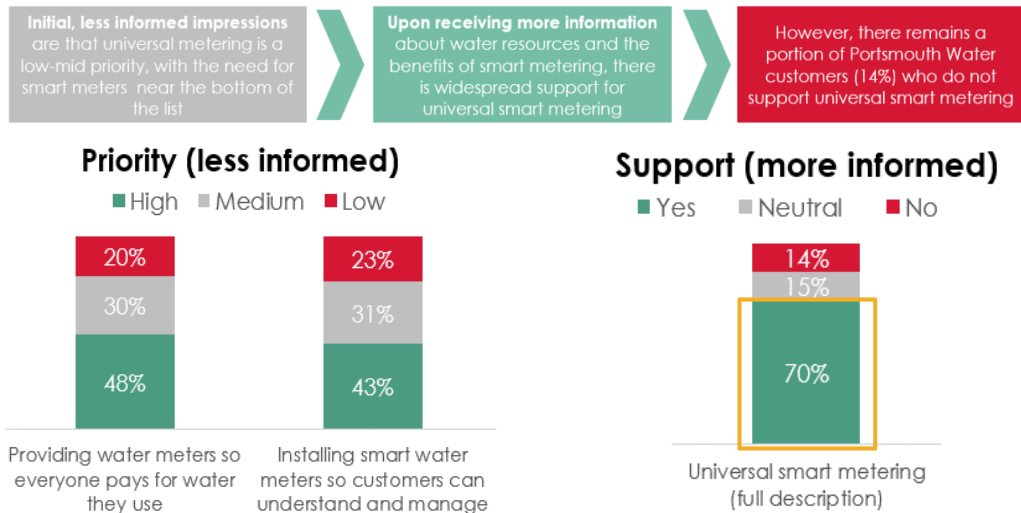 Initial, less informed impressions
are that universal metering is a
low-mid priority, with the need for
smart meters near the bottom of
the list
Upon receiving more information
about water resources and the
benefits of smart metering, there
is widespread support for
universal smart metering
However, there remains a
portion of Portsmouth Water
customers (14%) who do not
support universal smart metering
Priority (less informed)
High Medium Low
20%
30%
48%
23%
31%
43%
Providing water meters so
everyone pays for water
they use
Installing smart water
meters so customers can
understand and manage
Support (more informed)
Yes Neutral No
14%
15%
70%
Universal smart metering
(full description)